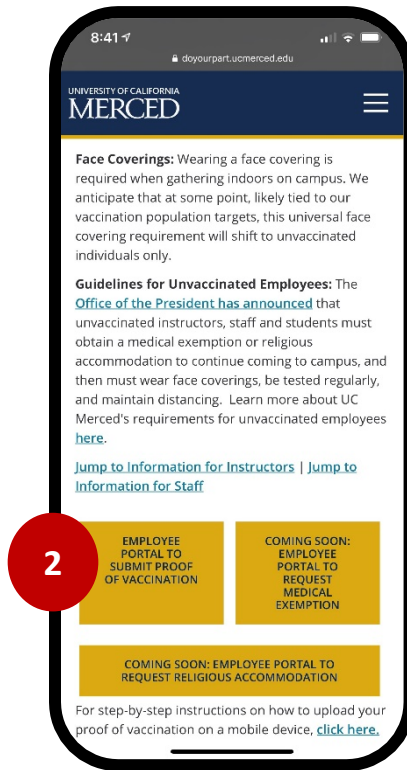 8:41
doyourpart.ucmerced.edu
UNIVERSITY OF CALIFORNIA
MERCED
Face Coverings: Wearing a face covering is
required when gathering indoors on campus. We
anticipate that at some point, likely tied to our
vaccination population targets, this universal face
covering requirement will shift to unvaccinated
individuals only.
Guidelines for Unvaccinated Employees: The
Office of the President has announced that
unvaccinated instructors, staff and students must
obtain a medical exemption or religious
accommodation to continue coming to campus, and
then must wear face coverings, be tested regularly,
and maintain distancing. Learn more about UC
Merced's requirements for unvaccinated employees
here.
Jump to Information for Instructors | Jump to
Information for Staff
2
EMPLOYEE
PORTAL TO
SUBMIT PROOF
OF VACCINATION
COMING SOON:
EMPLOYEE
PORTAL TO
REQUEST
MEDICAL
EXEMPTION
COMING SOON: EMPLOYEE PORTAL TO
REQUEST RELIGIOUS ACCOMMODATION
For step-by-step instructions on how to upload your
proof of vaccination on a mobile device, click here.